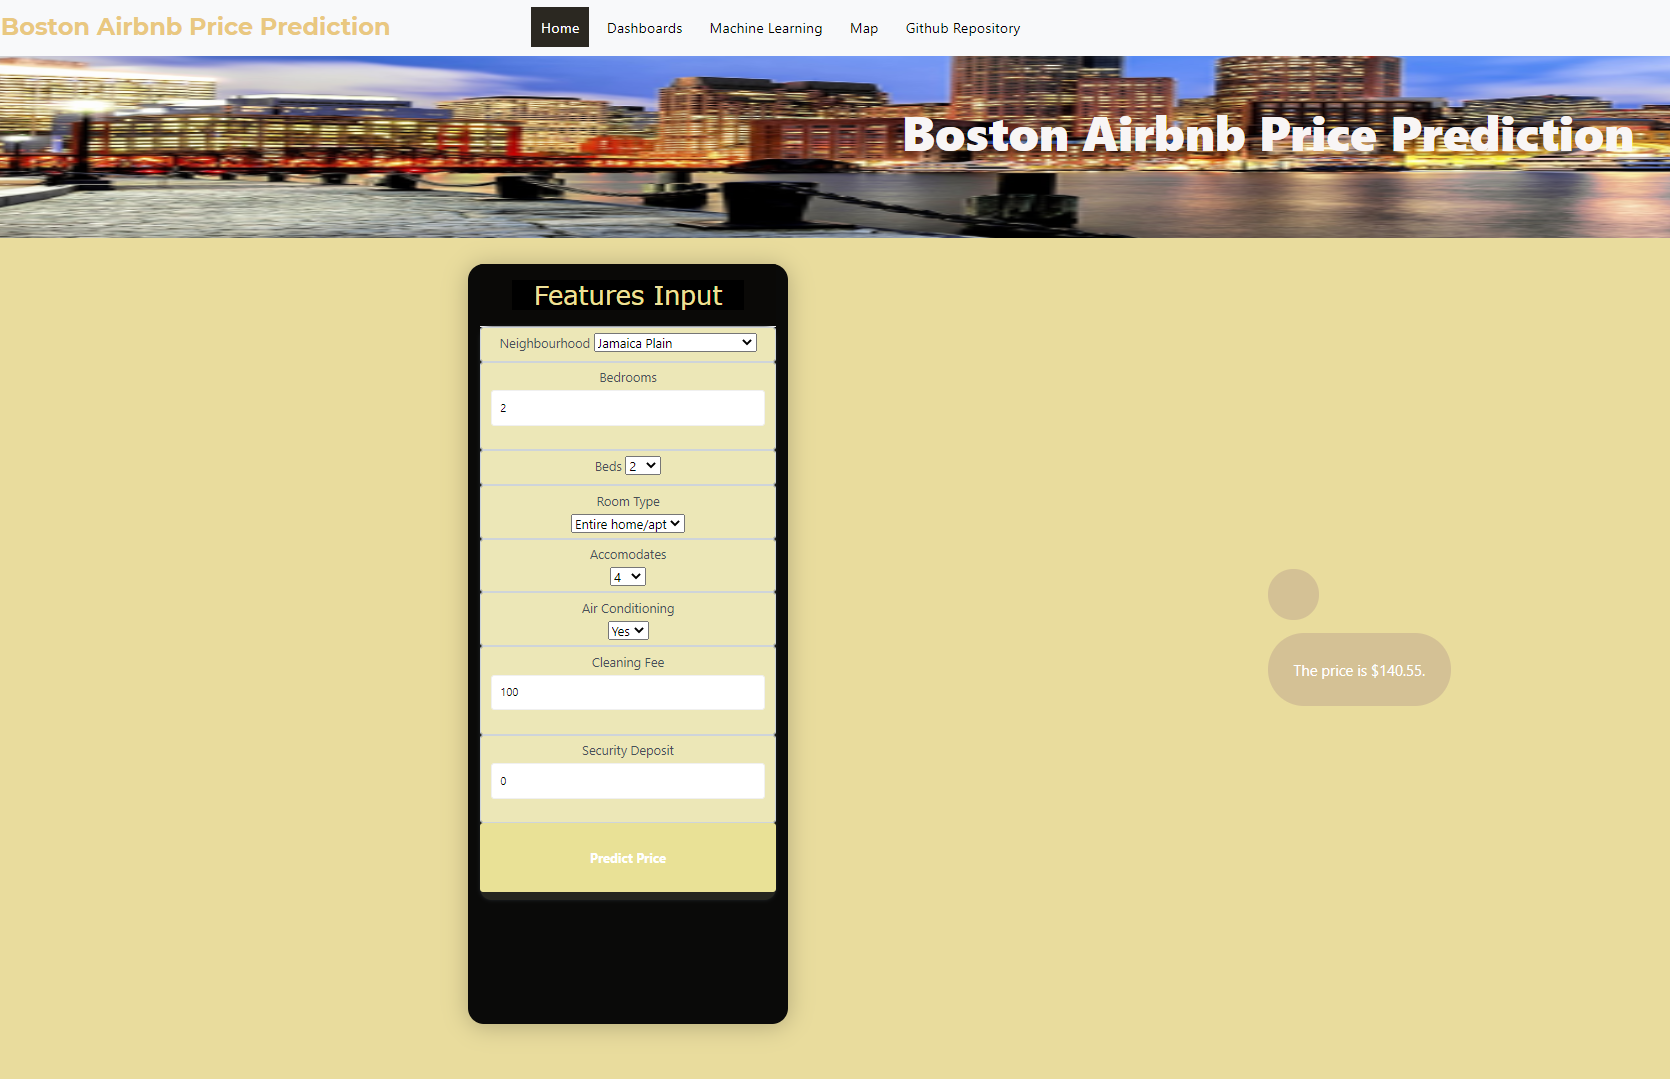 Boston Airbnb Price Prediction
Home Dashboards Machine Learning Map Github Repository
Boston Airbnb Price Prediction
Features Input
Neighbourhood Jamaica Plain
Bedrooms
2
Beds 2
Room Type
Entire home/apt
Accomodates
4
Air Conditioning
Yes
Cleaning Fee
100
Security Deposit
0
Predict Price
The price is $140.55.